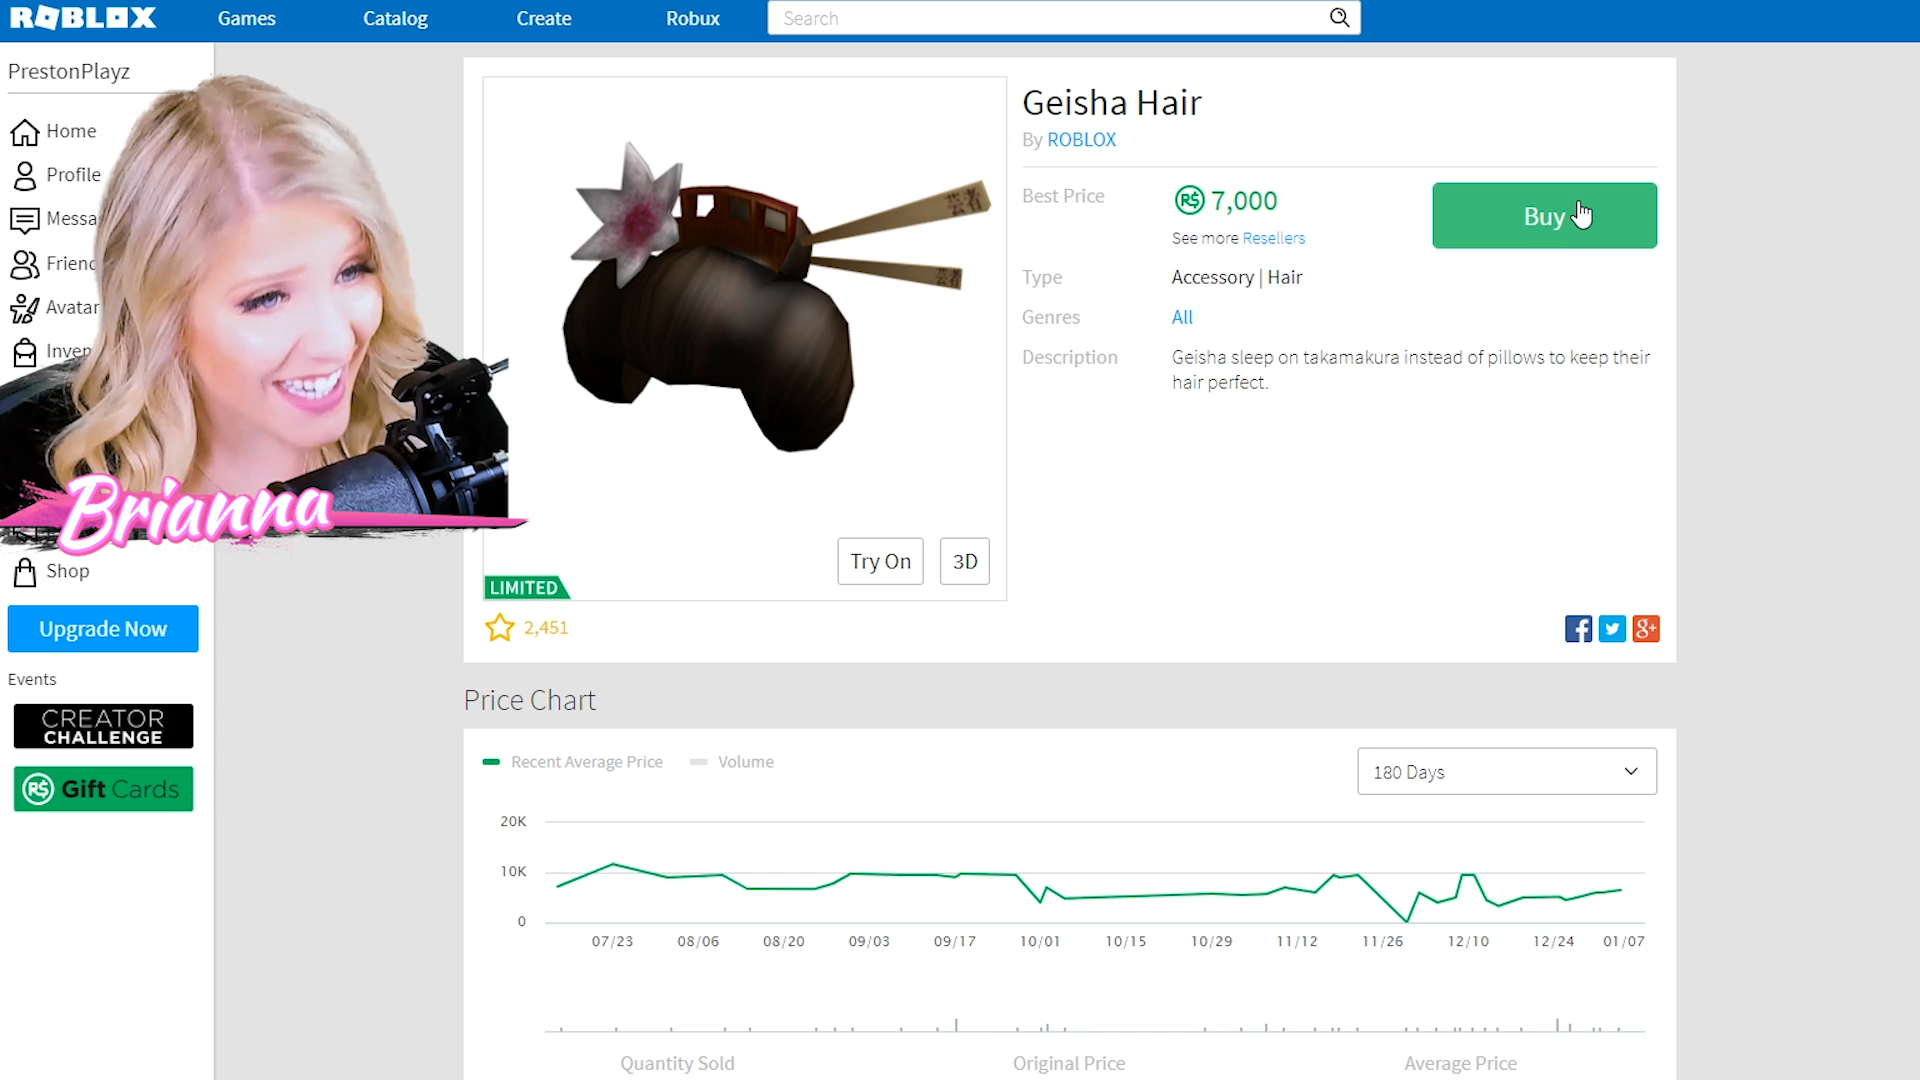 ROBLOX
Games
Catalog
Create
Robux
Search
PrestonPlayz
Home
Profile
Messa
Friend
Avatar
Inven
Brianna
Shop
Upgrade Now
Events
CREATOR
CHALLENGE
R$ Gift Cards
LIMITED
Try On
3D
2,451
Geisha Hair
By ROBLOX
Best Price
R$ 7,000
See more Resellers
Buy
Type
Accessory | Hair
Genres
All
Description
Geisha sleep on takamakura instead of pillows to keep their
hair perfect.
f
g+
Price Chart
Recent Average Price
Volume
180 Days
20K
10K
0
07/23
08/06
08/20
09/03
09/17
10/01
10/15
10/29
11/12
11/26
12/10
12/24
01/07
Quantity Sold
Original Price
Average Price